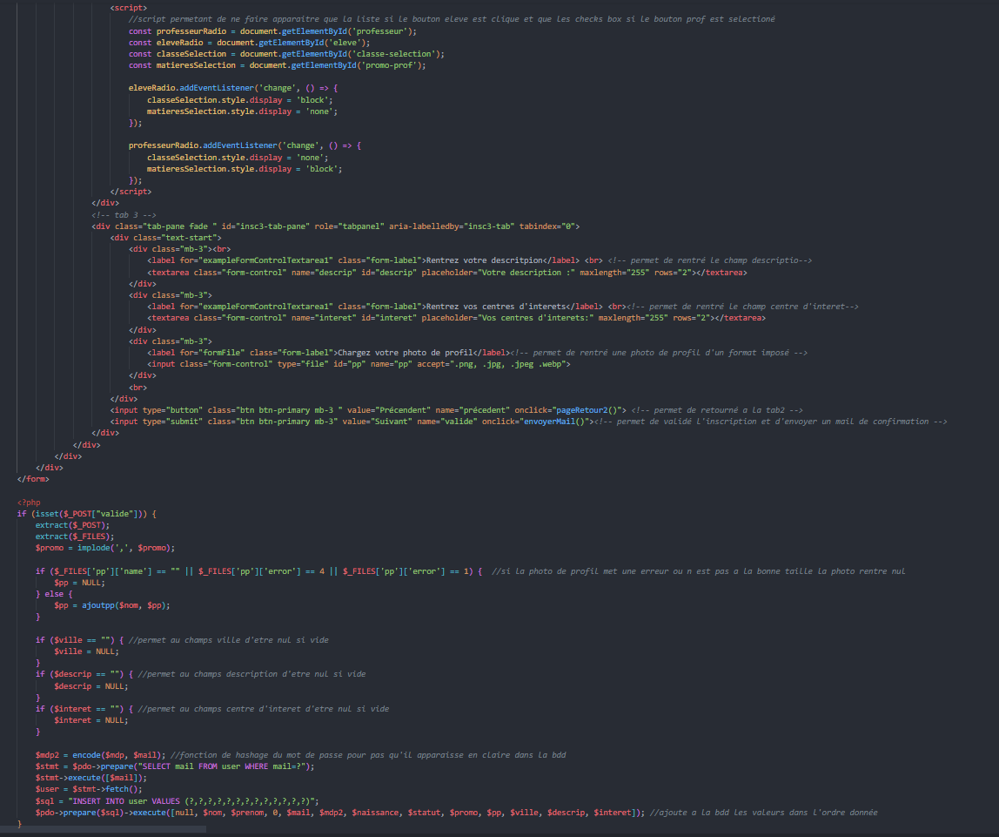 <script>
//script permetant de ne faire apparaitre que la liste si le bouton eleve est clique et que les checks box si le bouton prof est selectioné
const professeurRadio = document.getElementById('professeur');
const eleveRadio = document.getElementById('eleve');
const classeSelection = document.getElementById('classe-selection');
const matieresSelection = document.getElementById('promo-prof');
eleveRadio.addEventListener('change', () => {
classeSelection.style.display = 'block';
matieresSelection.style.display = 'none';
});
professeurRadio.addEventListener('change', () => {
classeSelection.style.display = 'none';
matieresSelection.style.display = 'block';
});
</script>
</div>
<!-- tab 3 -->
<div class="tab-pane fade " id="insc3-tab-pane" role="tabpanel" aria-labelledby="insc3-tab" tabindex="0">
<div class="text-start">
<div class="mb-3"><br>
<label for="exampleFormControlTextarea1" class="form-label">Rentrez votre descritpion</label> <br> <!-- permet de rentré le champ descriptio-->
<textarea class="form-control" name="descrip" id="descrip" placeholder="Votre description :" maxlength="255" rows="2"></textarea>
</div>
<div class="mb-3">
<label for="exampleFormControlTextarea1" class="form-label">Rentrez vos centres d'interets</label> <br><!-- permet de rentré le champ centre d'interet-->
<textarea class="form-control" name="interet" id="interet" placeholder="Vos centres d'interets:" maxlength="255" rows="2"></textarea>
</div>
<div class="mb-3">
<label for="formFile" class="form-label">Chargez votre photo de profil</label><!-- permet de rentré une photo de profil d'un format imposé -->
<input class="form-control" type="file" id="pp" name="pp" accept=".png, .jpg, .jpeg .webp">
</div>
<br>
</div>
<input type="button" class="btn btn-primary mb-3 " value="Précendent" name="précedent" onclick="pageRetour2()"> <!-- permet de retourné a la tab2 -->
<input type="submit" class="btn btn-primary mb-3" value="Suivant" name="valide" onclick="envoyerMail()"><!-- permet de validé l'inscription et d'envoyer un mail de confirmation -->
</div>
</div>
</div>
</div>
</form>
<?php
if (isset($_POST["valide"])) {
extract($_POST);
extract($_FILES);
$promo = implode(',', $promo);
if ($_FILES['pp']['name'] == "" || $_FILES['pp']['error'] == 4 || $_FILES['pp']['error'] == 1) {  //si la photo de profil met une erreur ou n est pas a la bonne taille la photo rentre nul
$pp = NULL;
} else {
$pp = ajoutpp($nom, $pp);
}
if ($ville == "") { //permet au champs ville d'etre nul si vide
$ville = NULL;
}
if ($descrip == "") { //permet au champs description d'etre nul si vide
$descrip = NULL;
}
if ($interet == "") { //permet au champs centre d'interet d'etre nul si vide
$interet = NULL;
}
$mdp2 = encode($mdp, $mail); //fonction de hashage du mot de passe pour pas qu'il apparaisse en claire dans la bdd
$stmt = $pdo->prepare("SELECT mail FROM user WHERE mail=?");
$stmt->execute([$mail]);
$user = $stmt->fetch();
$sql = "INSERT INTO user VALUES (?,?,?,?,?,?,?,?,?,?,?,?,?)";
$pdo->prepare($sql)->execute([null, $nom, $prenom, 0, $mail, $mdp2, $naissance, $statut, $promo, $pp, $ville, $descrip, $interet]); //ajoute a la bdd les valeurs dans l'ordre donnée
}